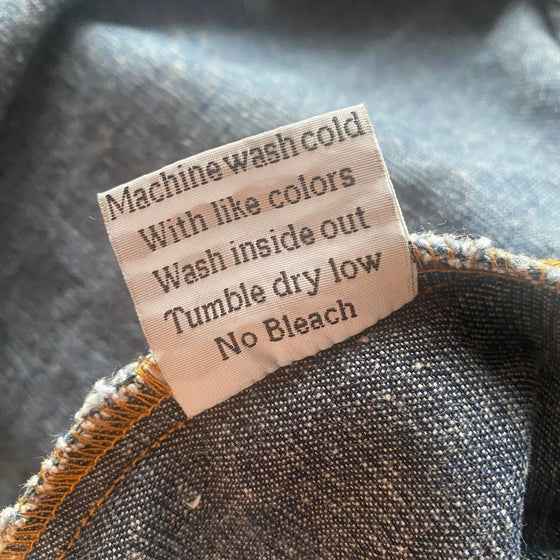 Machine wash cold
With like colors
Wash inside out
Tumble dry low
No Bleach